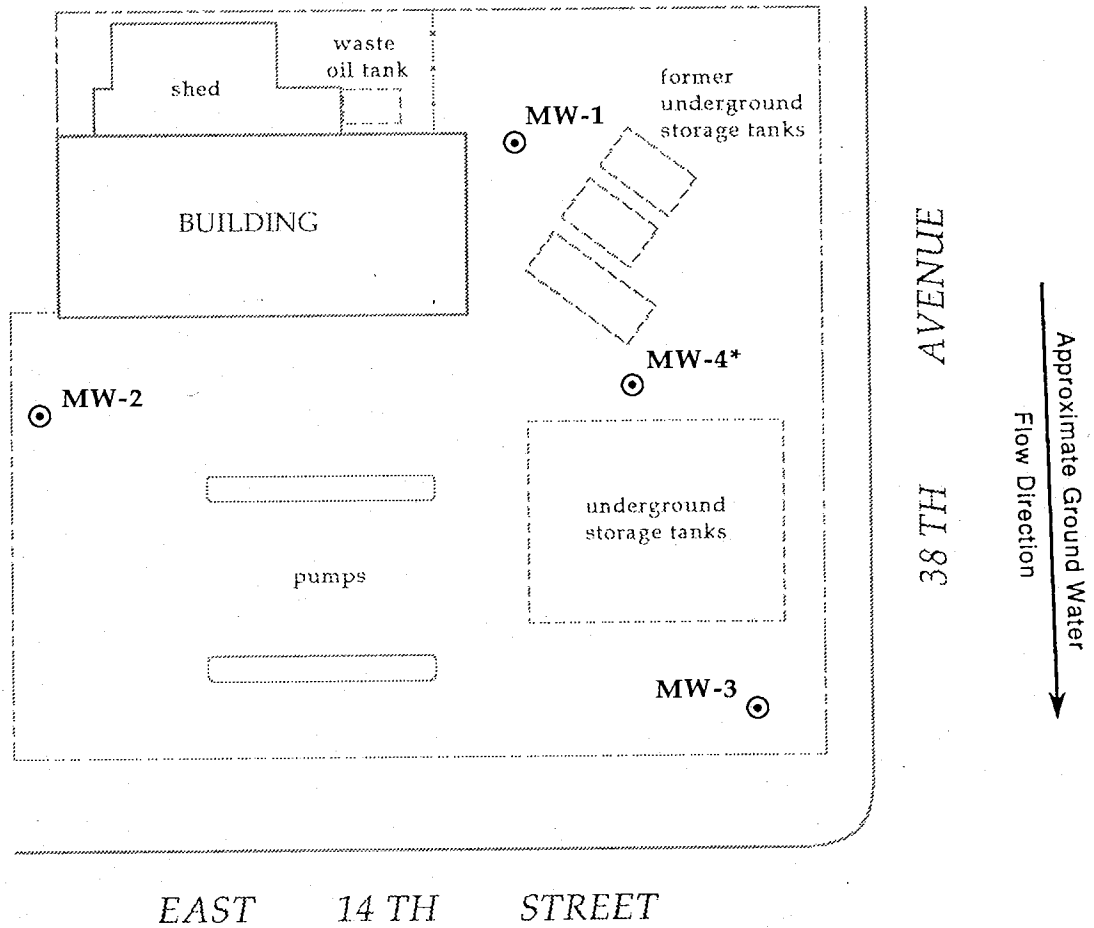 waste
oil tank
shed
former
underground
storage tanks
MW-1
BUILDING
MW-4*
MW-2
underground
storage tanks
pumps
MW-3
38 TH AVENUE
Approximate Ground Water
Flow Direction
EAST 14 TH STREET